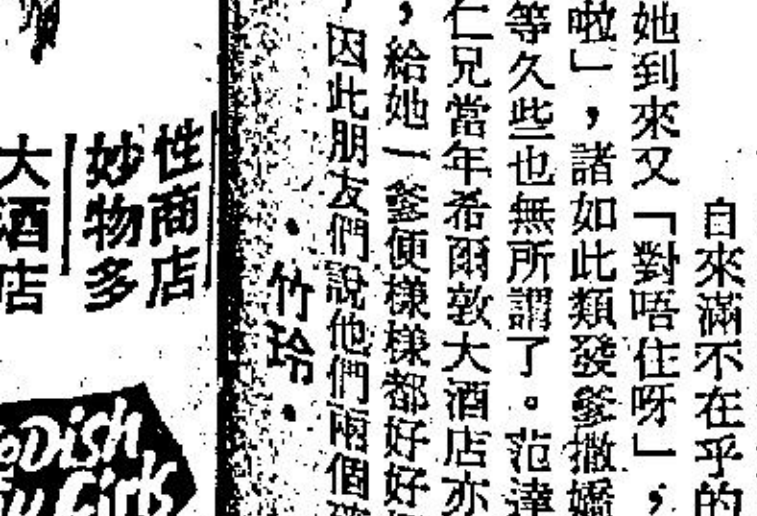 自來滿不在乎的
她到來又「對唔住呀」，
啦」，諸如此類發嗲撒嬌
等久些也無所謂了。范達
仁兄當年希爾敦大酒店亦
，給她一嗲便樣樣都好好
，因此朋友們說他們兩個
·竹玲·
性商店
妙物多
大酒店